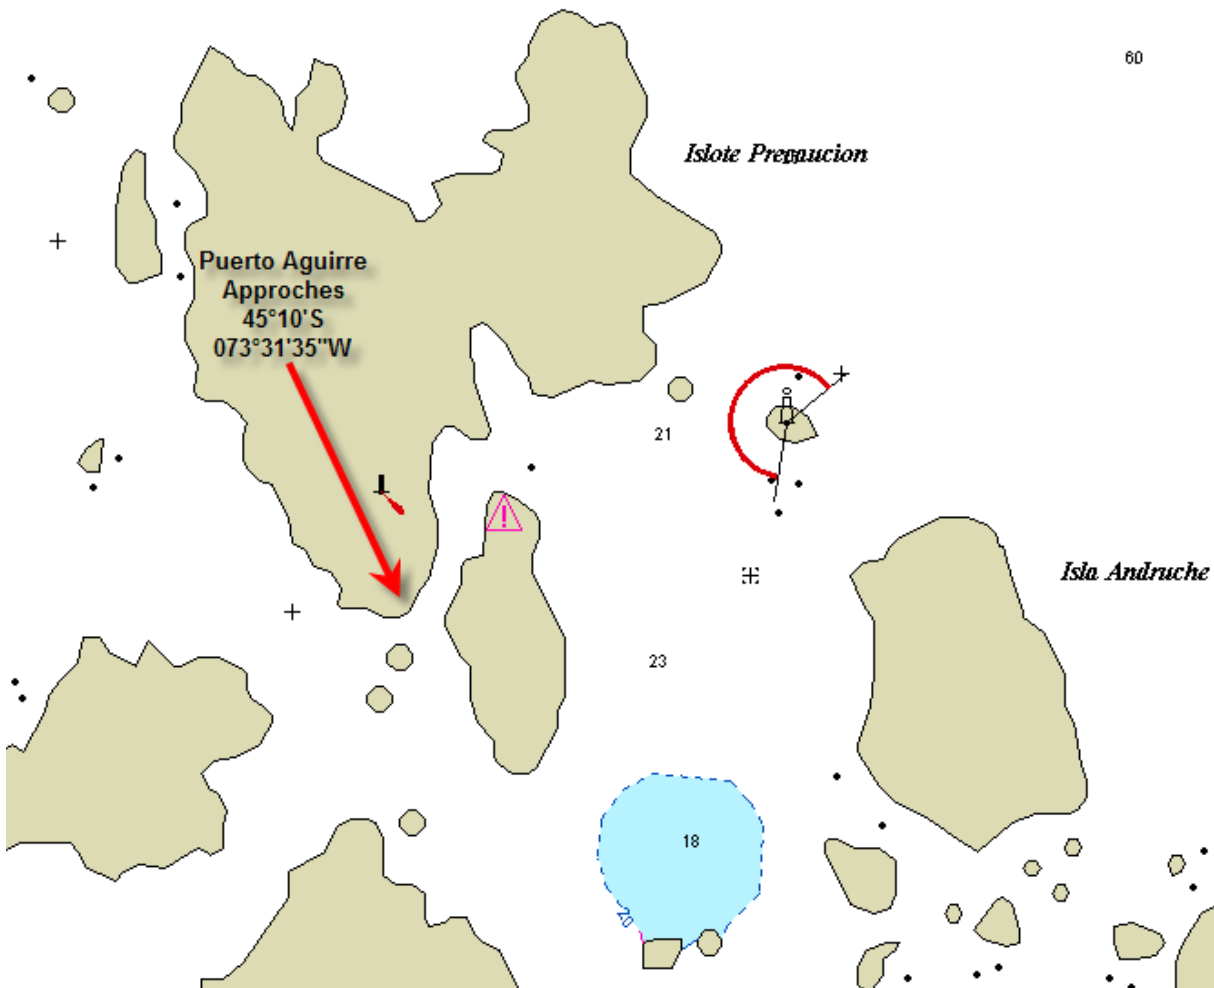 60
Islote Precaucion
Puerto Aguirre
Approches
45°10'S
073°31'35"W
21
!
Isla Andruche
23
18
20